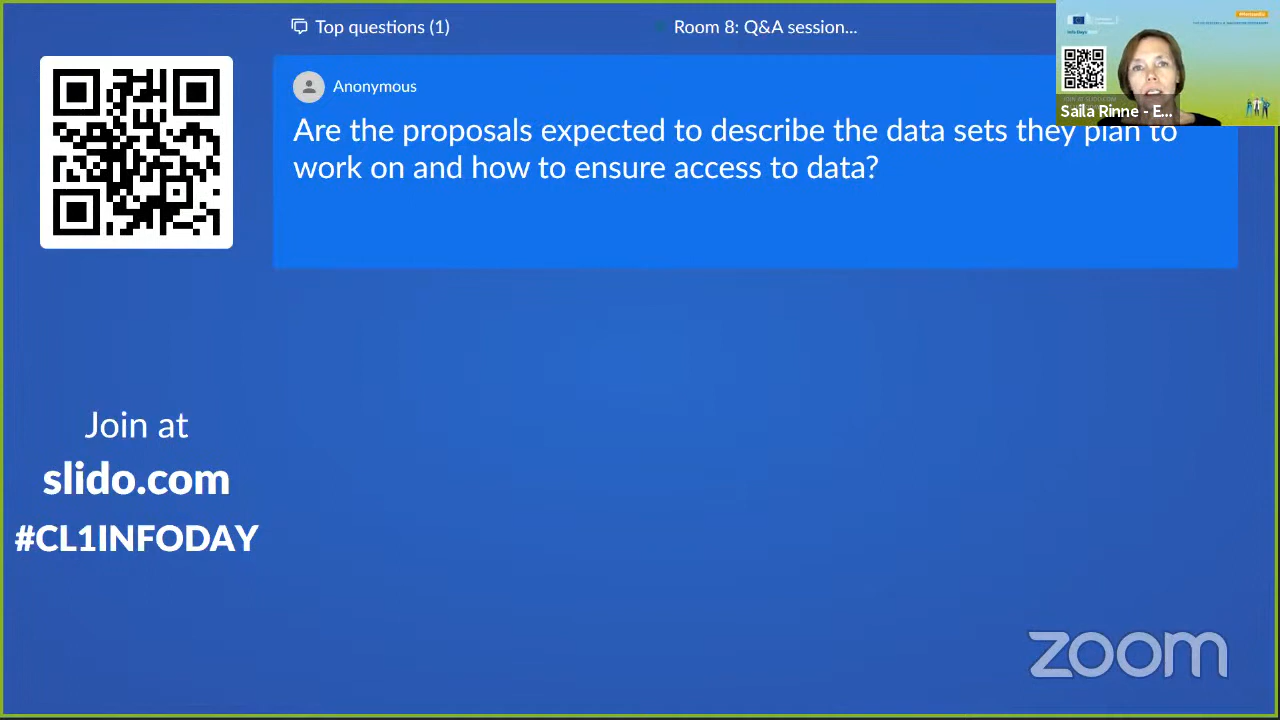 Top questions (1)
Room 8: Q&A session...
Anonymous
Are the proposals expected to describe the data sets they plan to
work on and how to ensure access to data?
Saila Rinne - E...
Join at
slido.com
#CL1INFODAY
zoom